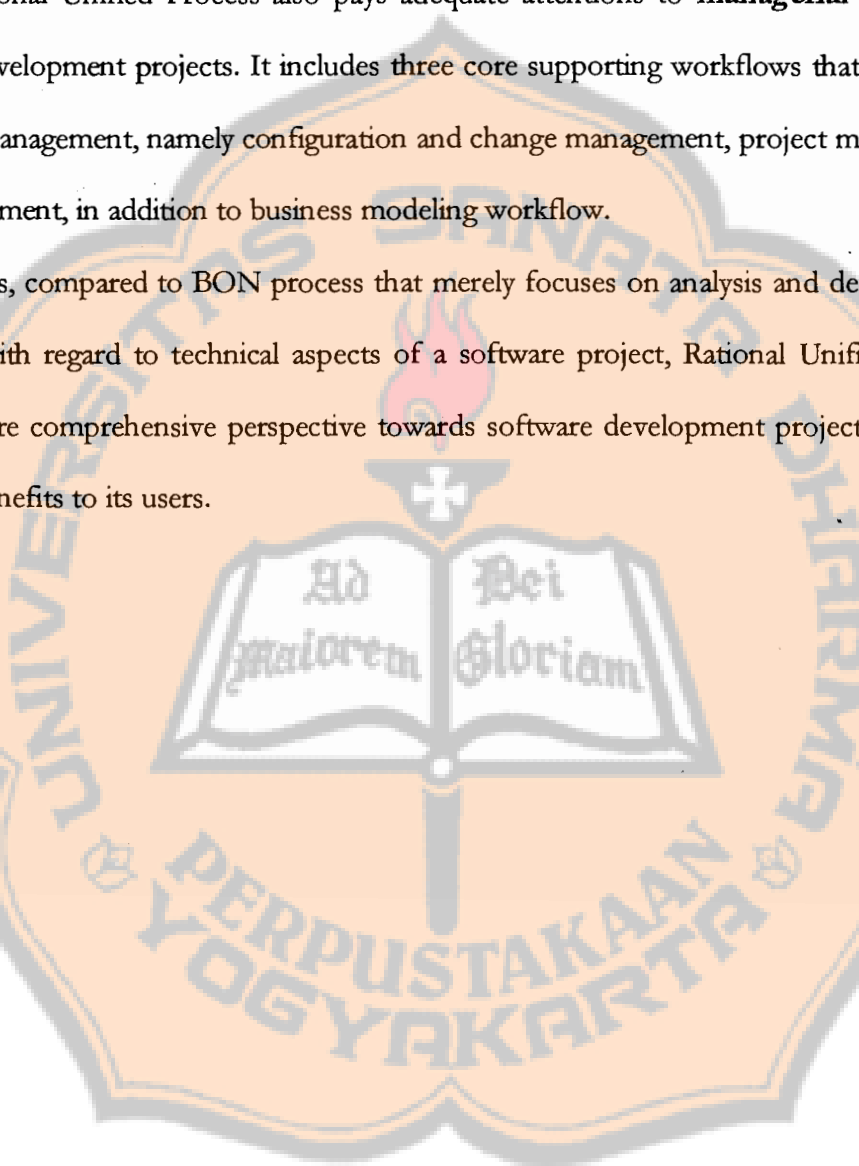 onal Unified Process also pays adequate attentions to managerial
velopment projects. It includes three core supporting workflows that
anagement, namely configuration and change management, project m
ment, in addition to business modeling workflow.
s, compared to BON process that merely focuses on analysis and de
ith regard to technical aspects of a software project, Rational Unifi
re comprehensive perspective towards software development project
nefits to its users.
UNIVERSITAS SANATA DHARMA
Ad Dei
Maiorem Gloriam
PERPUSTAKAAN
YOGYAKARTA